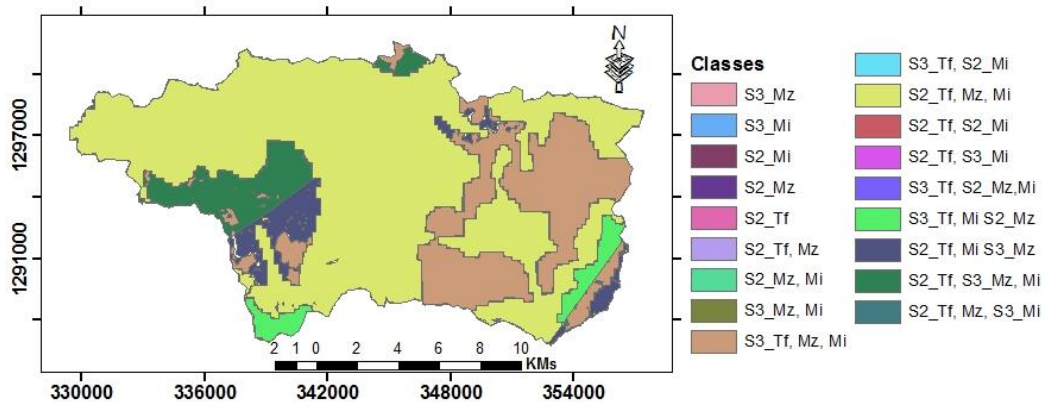 N
1297000
1291000
2 1 0 2 4 6 8 10
KMs
330000 336000 342000 348000 354000
Classes
S3_Mz
S3_Mi
S2_Mi
S2_Mz
S2_Tf
S2_Tf, Mz
S2_Mz, Mi
S3_Mz, Mi
S3_Tf, Mz, Mi
S3_Tf, S2_Mi
S2_Tf, Mz, Mi
S2_Tf, S2_Mi
S2_Tf, S3_Mi
S3_Tf, S2_Mz,Mi
S3_Tf, Mi S2_Mz
S2_Tf, Mi S3_Mz
S2_Tf, S3_Mz, Mi
S2_Tf, Mz, S3_Mi